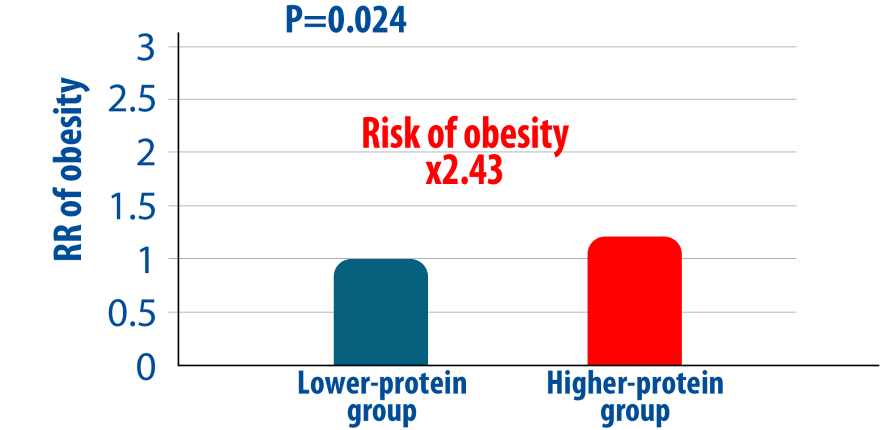 P=0.024
3
2.5
2
1.5
1
0.5
0
RR of obesity
Risk of obesity
x2.43
Lower-protein
group
Higher-protein
group